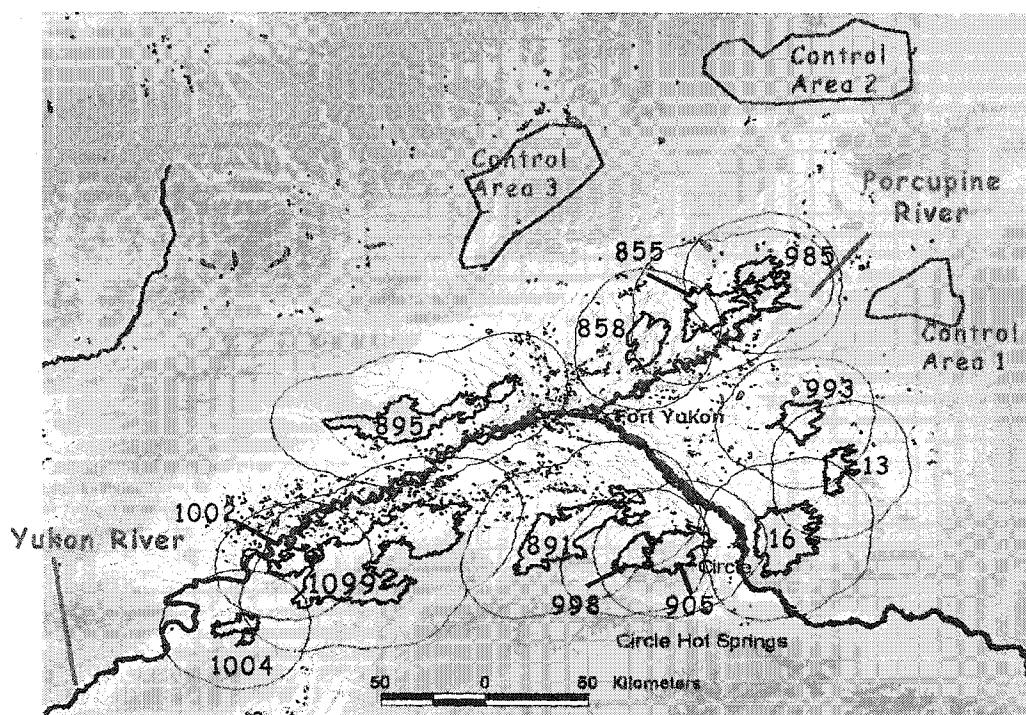 Control
Area 2
Control
Area 3
Porcupine
River
855
985
858
Control
Area 1
993
895
Fort Yukon
13
1002
Yukon River
891
16
10992
Circle
998
905
Circle Hot Springs
1004
50 0 50 Kilometers